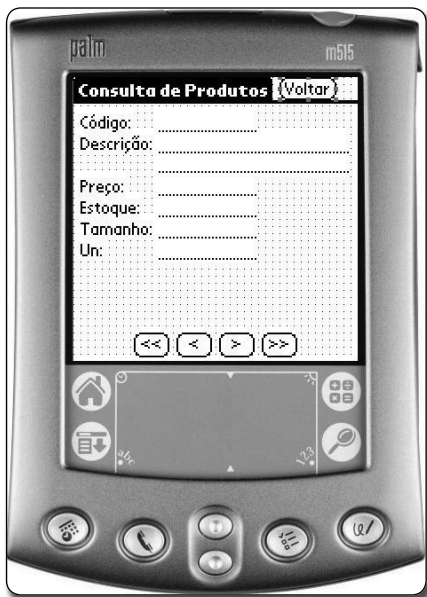 palm m515
Consulta de Produtos (Voltar)
Código:
Descrição:
Preço:
Estoque:
Tamanho:
Un:
<< < > >>
abc 123